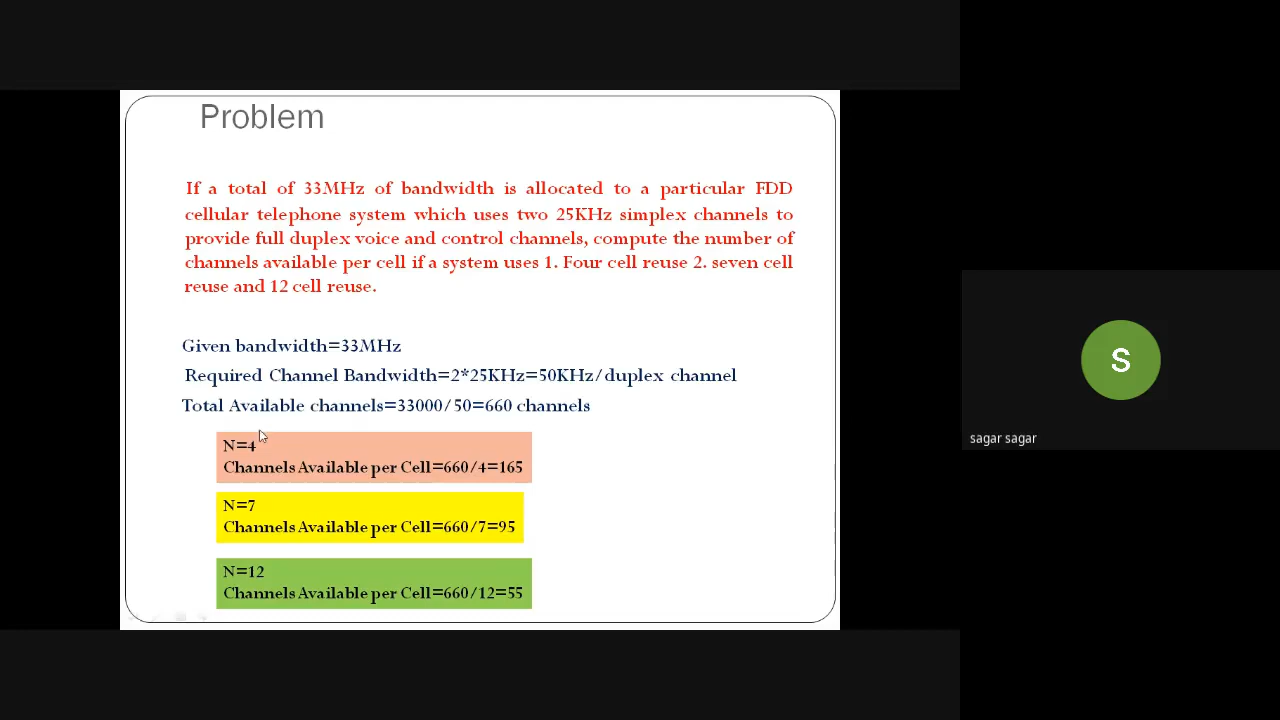 Problem
If a total of 33MHz of bandwidth is allocated to a particular FDD
cellular telephone system which uses two 25KHz simplex channels to
provide full duplex voice and control channels, compute the number of
channels available per cell if a system uses 1. Four cell reuse 2. seven cell
reuse and 12 cell reuse.
Given bandwidth=33MHz
Required Channel Bandwidth=2*25KHz=50KHz/duplex channel
Total Available channels=33000/50=660 channels
N=4
Channels Available per Cell=660/4=165
N=7
Channels Available per Cell=660/7=95
N=12
Channels Available per Cell=660/12=55
S
sagar sagar